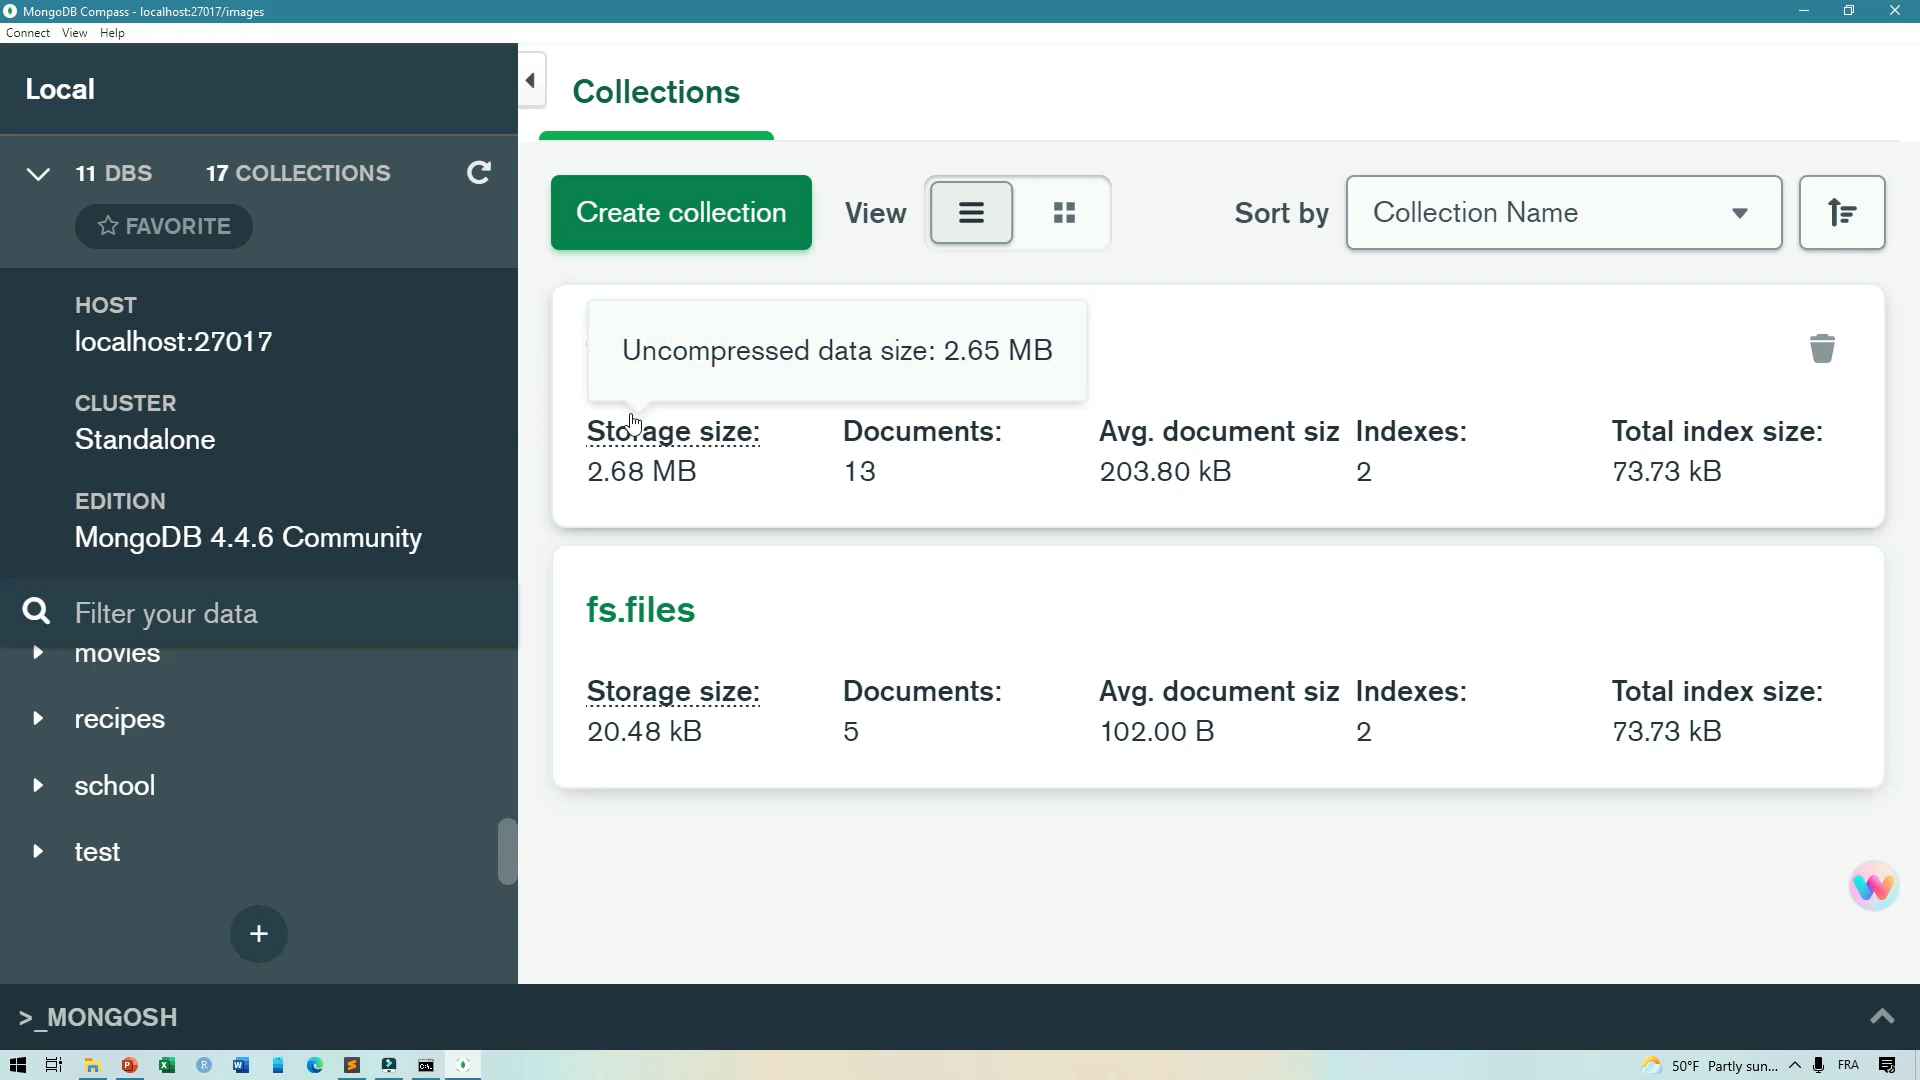 MongoDB Compass - localhost:27017/images
Connect View Help
Local
Collections
11 DBS 17 COLLECTIONS
FAVORITE
Create collection View Sort by Collection Name
HOST
localhost:27017
CLUSTER
Standalone
EDITION
MongoDB 4.4.6 Community
Filter your data
movies
recipes
school
test
+
Uncompressed data size: 2.65 MB
Storage size: Documents: Avg. document siz Indexes: Total index size:
2.68 MB 13 203.80 kB 2 73.73 kB
fs.files
Storage size: Documents: Avg. document siz Indexes: Total index size:
20.48 kB 5 102.00 B 2 73.73 kB
>_MONGOSH
50°F Partly sun... FRA